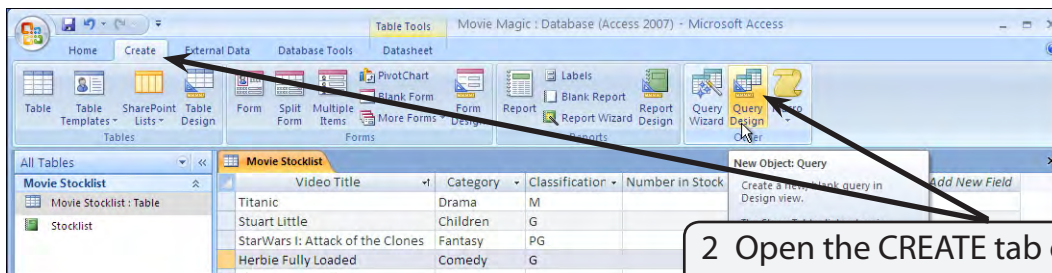 Table Tools Movie Magic : Database (Access 2007) - Microsoft Access
Home Create External Data Database Tools Datasheet
Table
Table Templates
SharePoint Lists
Table Design
Tables
Form
Split Form
Multiple Items
PivotChart
Blank Form
More Forms
Form Design
Forms
Report
Labels
Blank Report
Report Wizard
Report Design
Reports
Query Wizard
Query Design
All Tables
Movie Stocklist
Movie Stocklist : Table
Stocklist
Movie Stocklist
Video Title Category Classification Number in Stock Add New Field
Titanic Drama M
Stuart Little Children G
StarWars I: Attack of the Clones Fantasy PG
Herbie Fully Loaded Comedy G
New Object: Query
Create a new, blank query in
Design view.
2 Open the CREATE tab